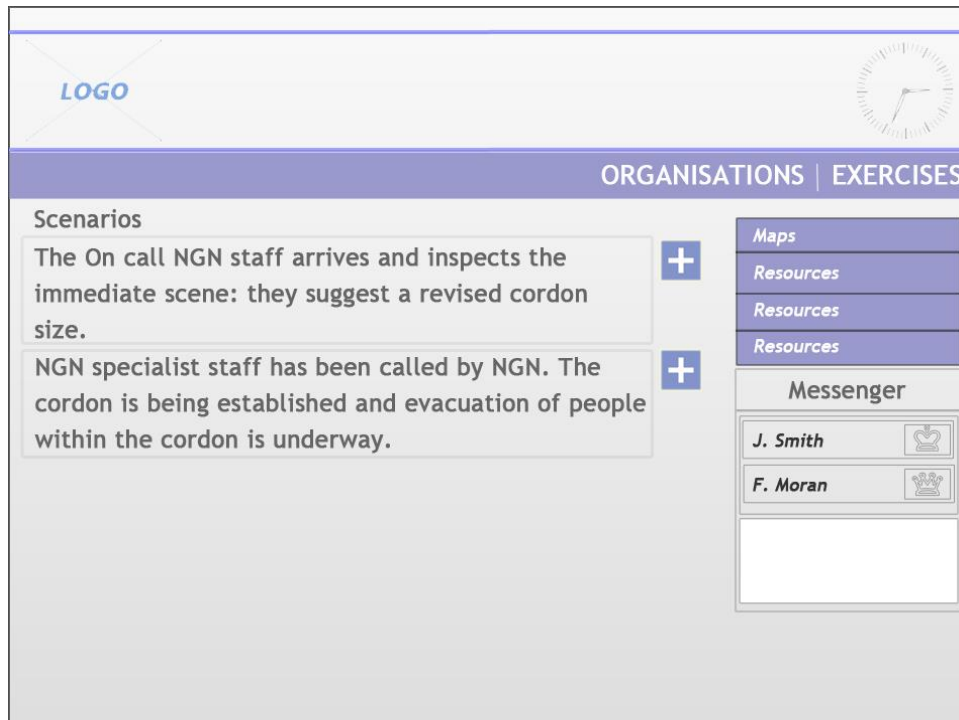 LOGO
ORGANISATIONS | EXERCISES
Scenarios
The On call NGN staff arrives and inspects the
immediate scene: they suggest a revised cordon
size.
NGN specialist staff has been called by NGN. The
cordon is being established and evacuation of people
within the cordon is underway.
Maps
Resources
Resources
Resources
Messenger
J. Smith
F. Moran